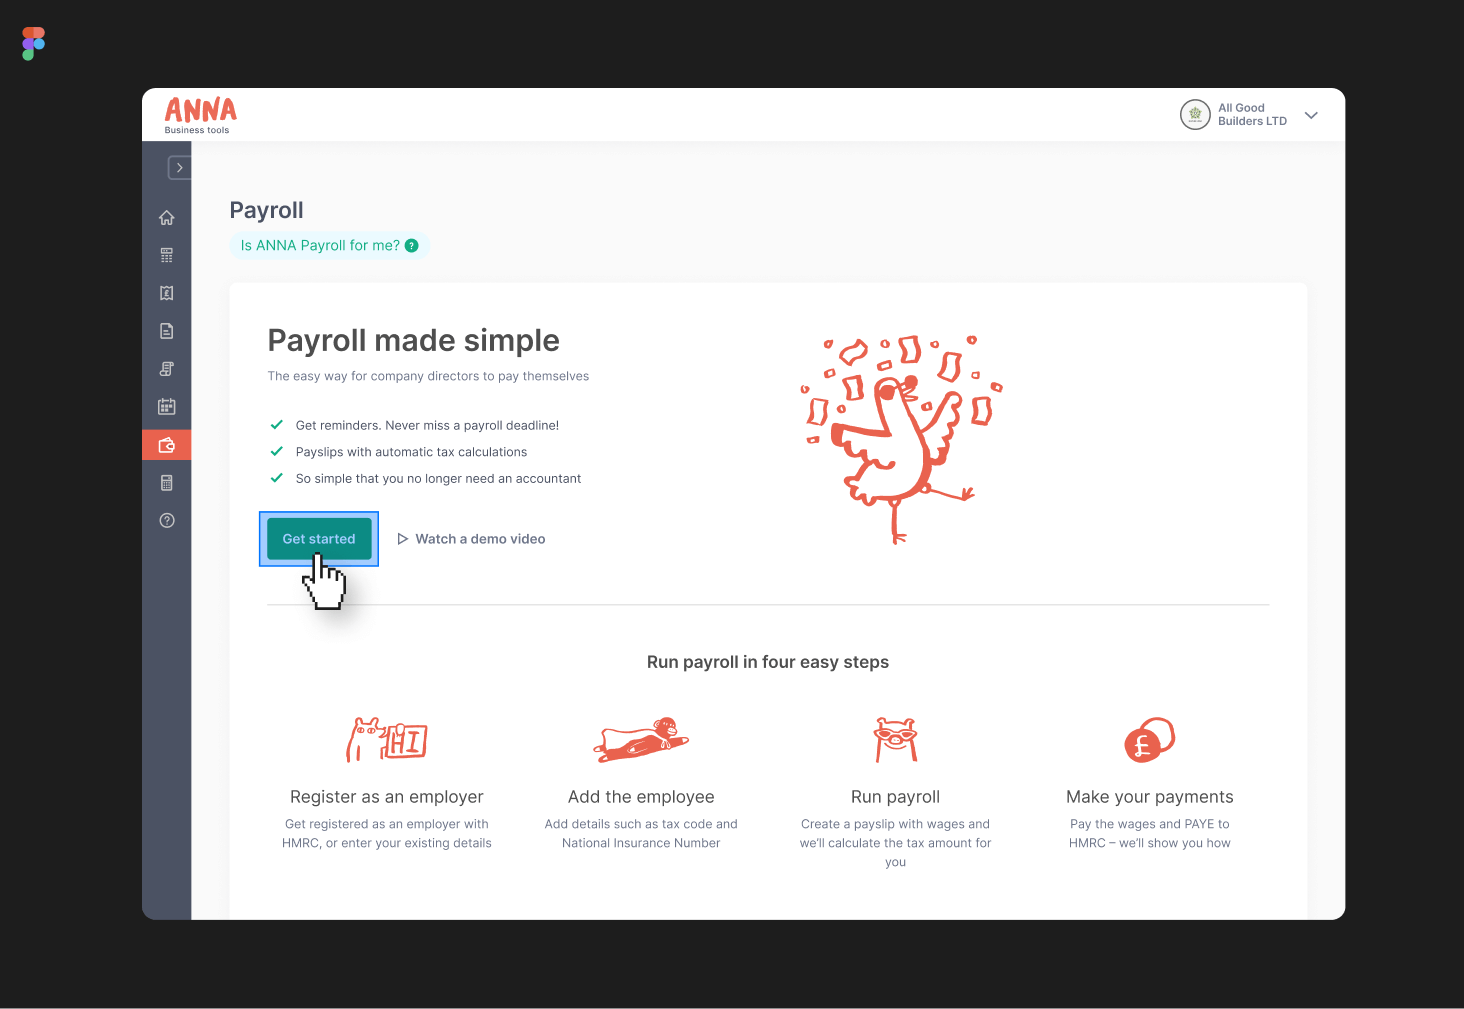 ANNA
Business tools
All Good
Builders LTD
Payroll
Is ANNA Payroll for me? ?
Payroll made simple
The easy way for company directors to pay themselves
Get reminders. Never miss a payroll deadline!
Payslips with automatic tax calculations
So simple that you no longer need an accountant
Get started
Watch a demo video
Run payroll in four easy steps
HI
£
Register as an employer
Get registered as an employer with
HMRC, or enter your existing details
Add the employee
Add details such as tax code and
National Insurance Number
Run payroll
Create a payslip with wages and
we'll calculate the tax amount for
you
Make your payments
Pay the wages and PAYE to
HMRC – we'll show you how